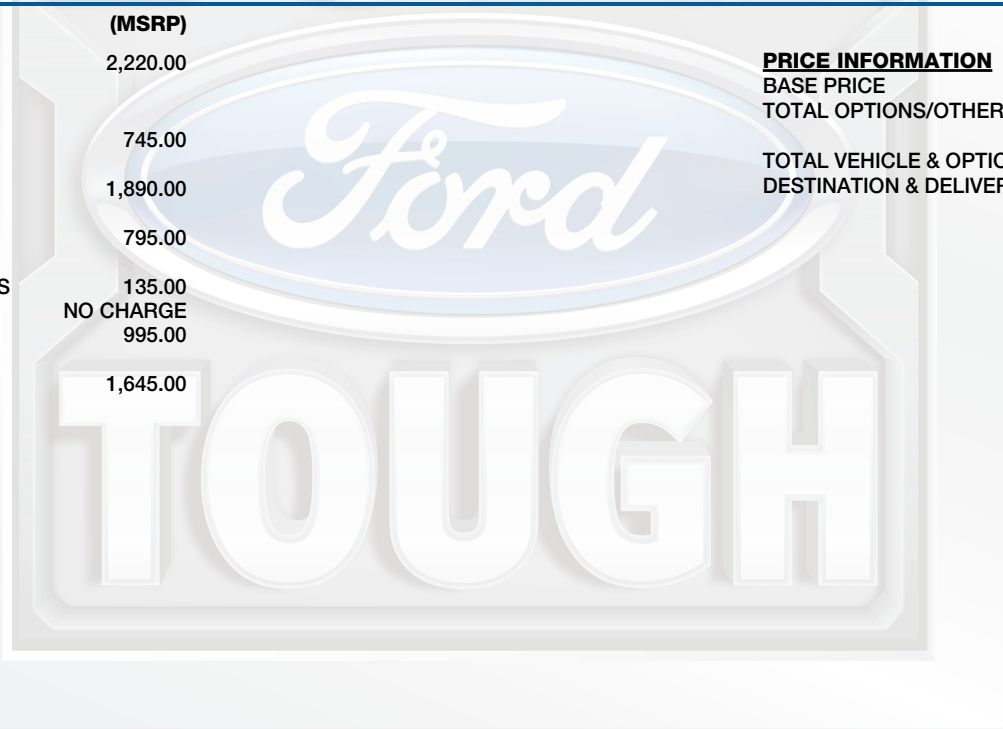 (MSRP)
2,220.00
745.00
1,890.00
795.00
S 135.00
NO CHARGE
995.00
1,645.00
PRICE INFORMATION
BASE PRICE
TOTAL OPTIONS/OTHER
TOTAL VEHICLE & OPTIO
DESTINATION & DELIVER
Ford
TOUGH